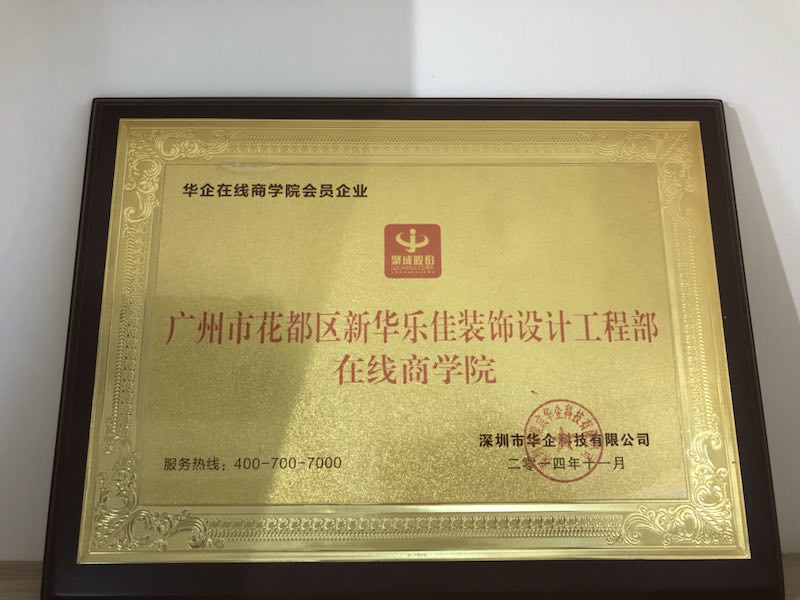 华企在线商学院会员企业
聚成股份
广州市花都区新华乐佳装饰设计工程部
在线商学院
深圳市华企科技有限公司
服务热线：400-700-7000
二零一四年十一月